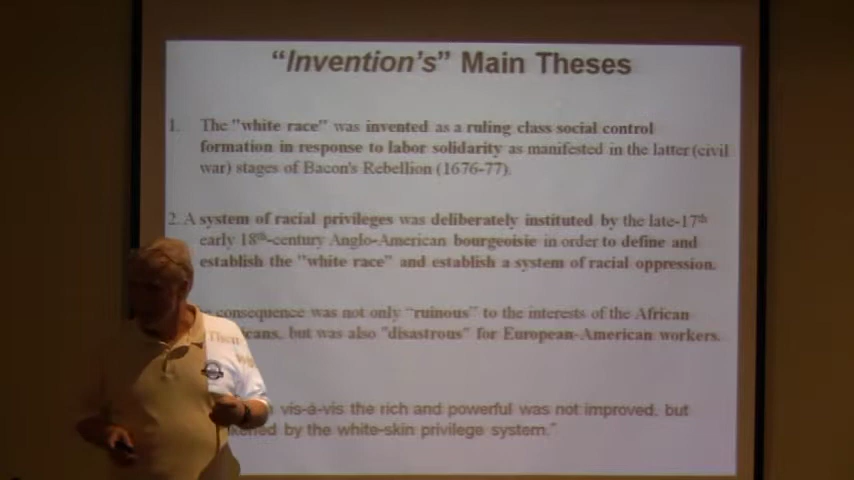 "Invention's" Main Theses
1. The "white race" was invented as a ruling class social control
formation in response to labor solidarity as manifested in the latter (civil
war) stages of Bacon's Rebellion (1676-77).
2. A system of racial privileges was deliberately instituted by the late-17th
early 18th-century Anglo-American bourgeoisie in order to define and
establish the "white race" and establish a system of racial oppression.
consequence was not only "ruinous" to the interests of the African
cans, but was also "disastrous" for European-American workers.
vis-à-vis the rich and powerful was not improved, but
kened by the white-skin privilege system."